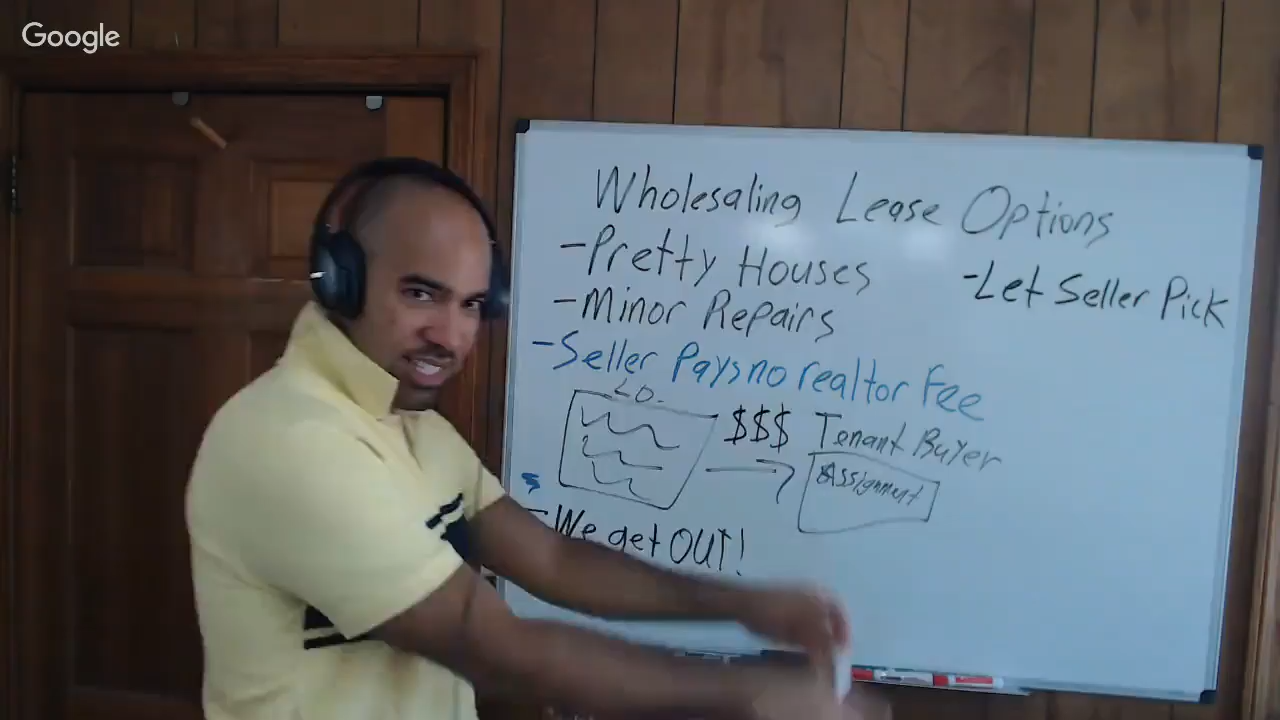 Google
Wholesaling Lease Options
-Pretty Houses
-Let Seller Pick
-Minor Repairs
-Seller Pays no realtor Fee
L.O.
$$$ Tenant Buyer
Assignment
-We get OUT!